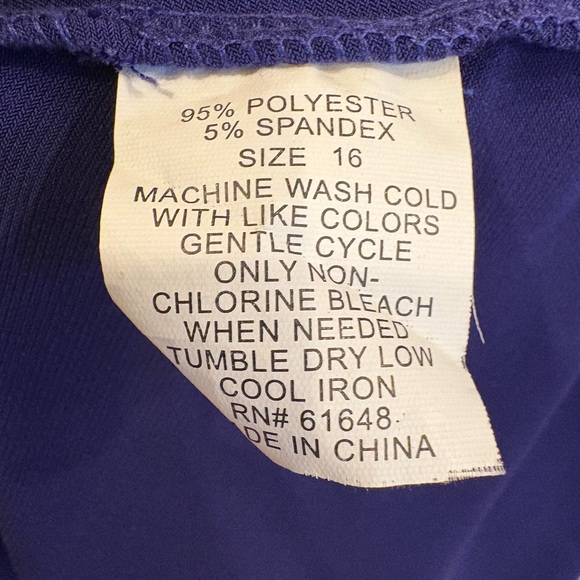 95% POLYESTER
5% SPANDEX
SIZE 16
MACHINE WASH COLD
WITH LIKE COLORS
GENTLE CYCLE
ONLY NON-
CHLORINE BLEACH
WHEN NEEDED
TUMBLE DRY LOW
COOL IRON
RN# 61648
DE IN CHINA